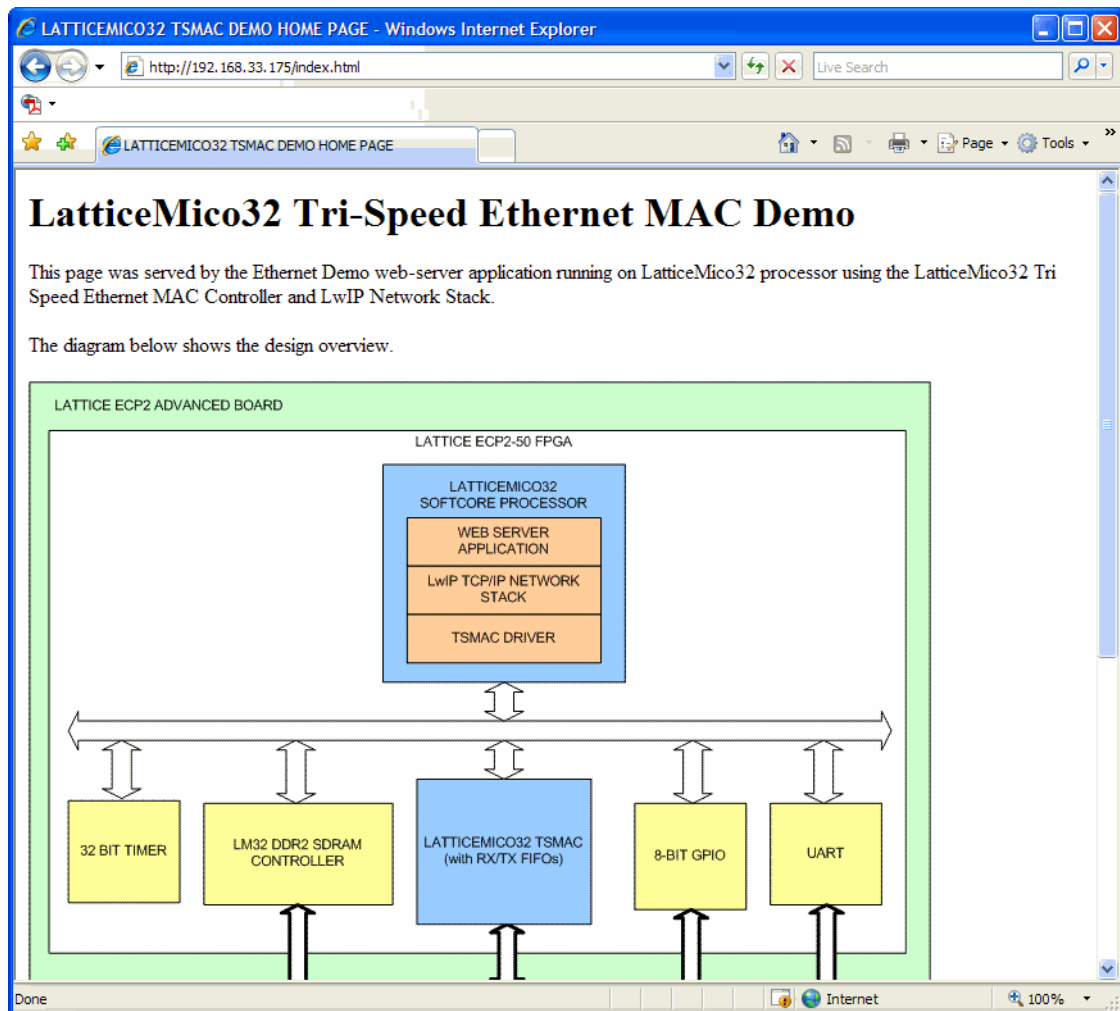 LATTICEMICO32 TSMAC DEMO HOME PAGE - Windows Internet Explorer
http://192.168.33.175/index.html
Live Search
LATTICEMICO32 TSMAC DEMO HOME PAGE
Page
Tools
»
LatticeMico32 Tri-Speed Ethernet MAC Demo
This page was served by the Ethernet Demo web-server application running on LatticeMico32 processor using the LatticeMico32 Tri
Speed Ethernet MAC Controller and LwIP Network Stack.
The diagram below shows the design overview.
LATTICE ECP2 ADVANCED BOARD
LATTICE ECP2-50 FPGA
LATTICEMICO32
SOFTCORE PROCESSOR
WEB SERVER
APPLICATION
LwIP TCP/IP NETWORK
STACK
TSMAC DRIVER
32 BIT TIMER
LM32 DDR2 SDRAM
CONTROLLER
LATTICEMICO32 TSMAC
(with RX/TX FIFOs)
8-BIT GPIO
UART
Done
Internet
100%